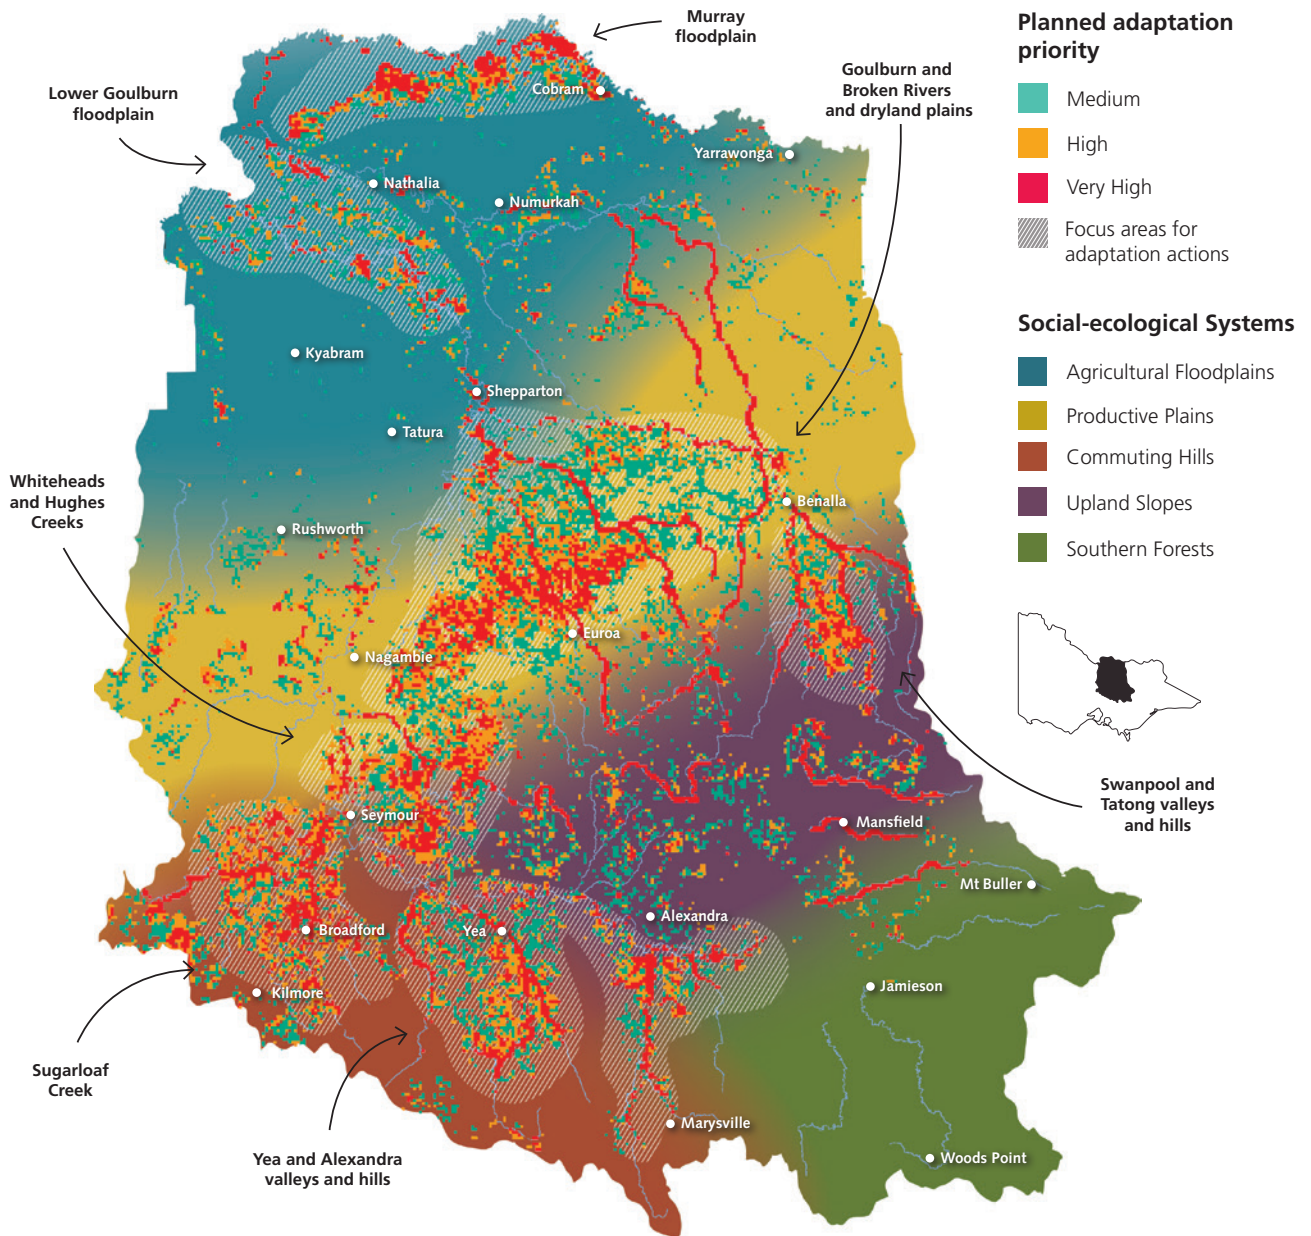 Murray
floodplain
Lower Goulburn
floodplain
Goulburn and
Broken Rivers
and dryland plains
Cobram
Yarrawonga
Nathalia
Numurkah
Kyabram
Shepparton
Tatura
Whiteheads
and Hughes
Creeks
Rushworth
Benalla
Euroa
Nagambie
Seymour
Mansfield
Swanpool and
Tatong valleys
and hills
Mt Buller
Alexandra
Broadford
Yea
Kilmore
Jamieson
Sugarloaf
Creek
Marysville
Yea and Alexandra
valleys and hills
Woods Point
Planned adaptation
priority
Medium
High
Very High
Focus areas for
adaptation actions
Social-ecological Systems
Agricultural Floodplains
Productive Plains
Commuting Hills
Upland Slopes
Southern Forests